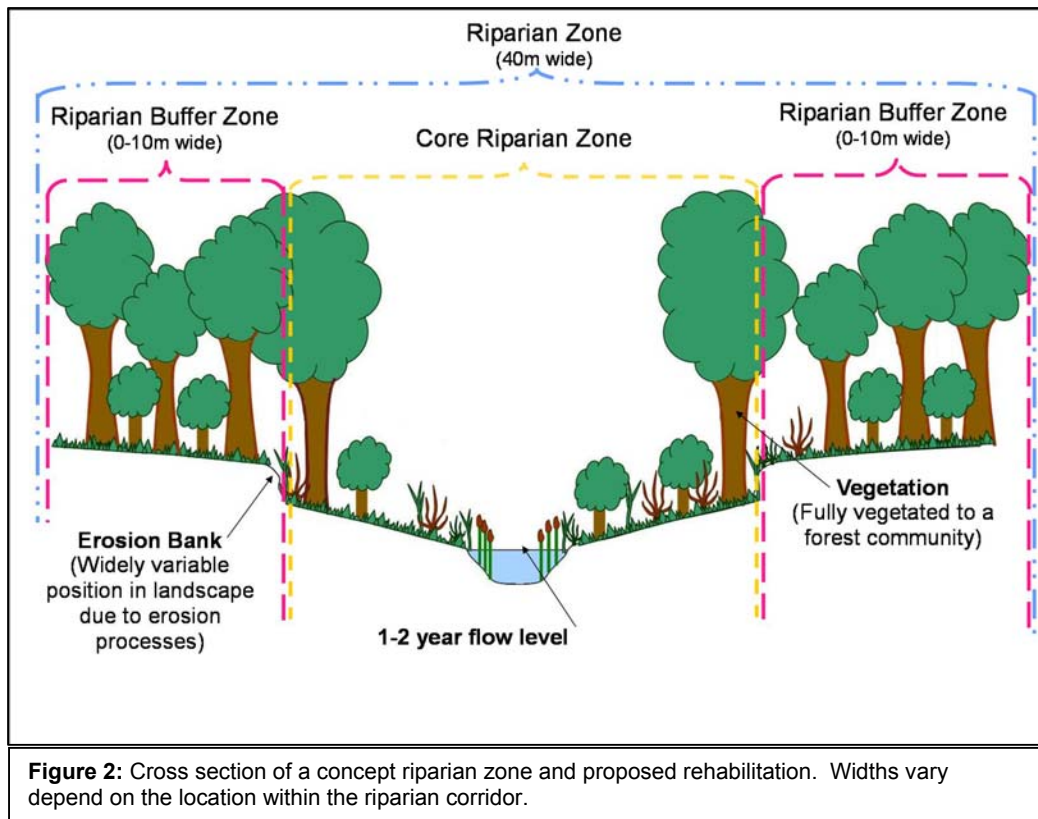 Riparian Zone
(40m wide)
Riparian Buffer Zone
(0-10m wide)
Core Riparian Zone
Riparian Buffer Zone
(0-10m wide)
Erosion Bank
(Widely variable
position in landscape
due to erosion
processes)
Vegetation
(Fully vegetated to a
forest community)
1-2 year flow level
Figure 2: Cross section of a concept riparian zone and proposed rehabilitation. Widths vary
depend on the location within the riparian corridor.